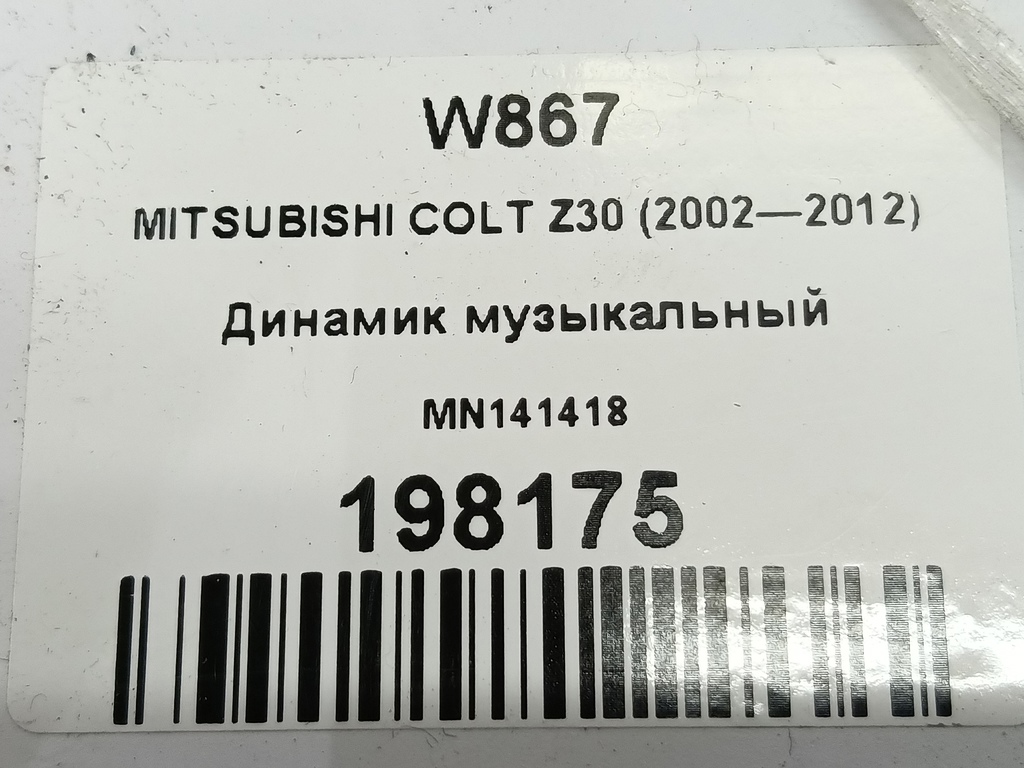 W867
MITSUBISHI COLT Z30 (2002—2012)
Динамик музыкальный
MN141418
198175